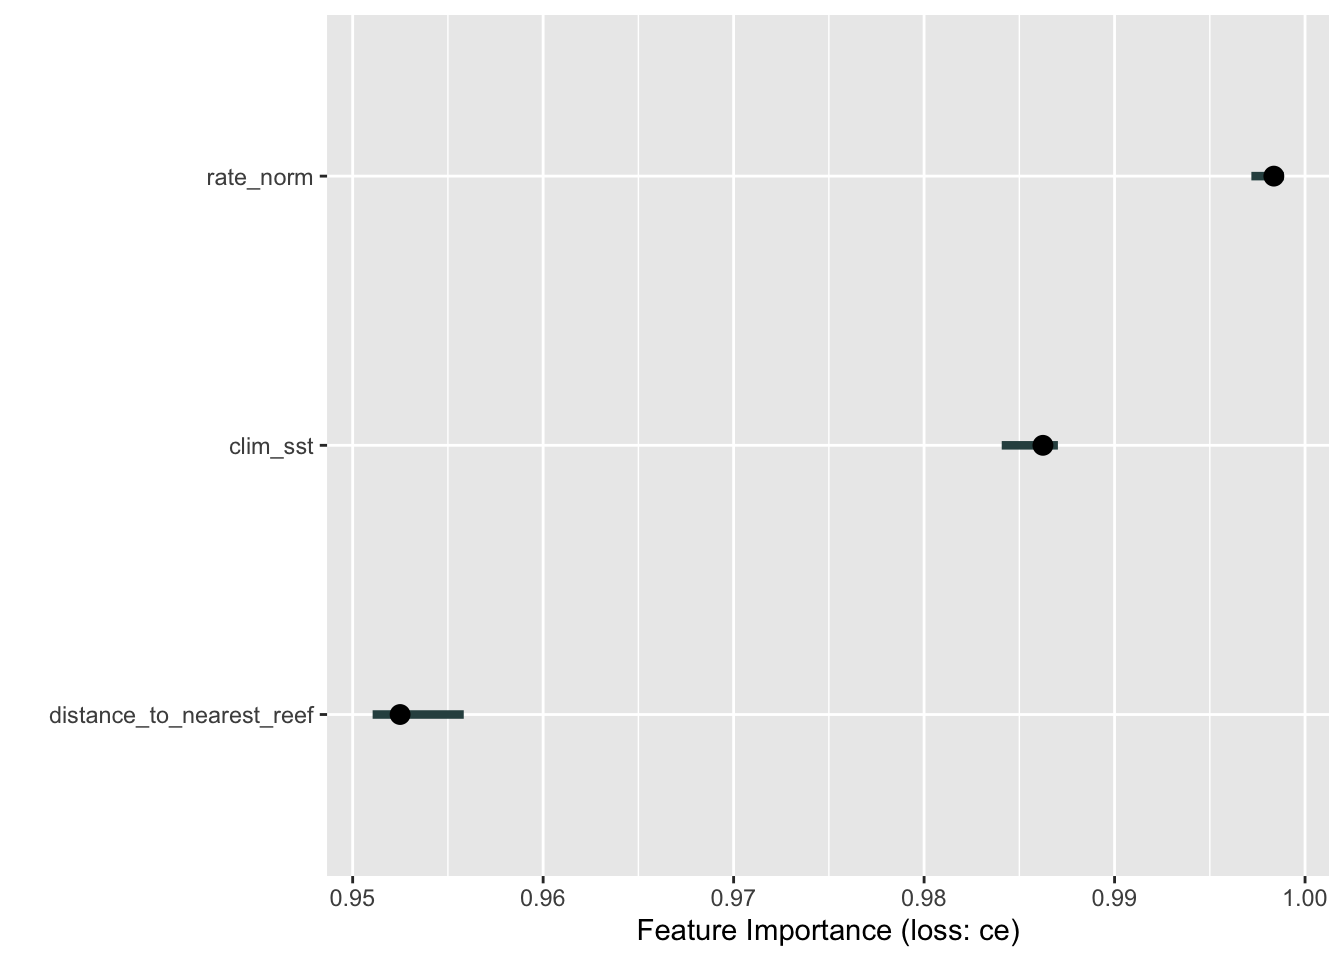 rate_norm
clim_sst
distance_to_nearest_reef
0.95 0.96 0.97 0.98 0.99 1.00
Feature Importance (loss: ce)